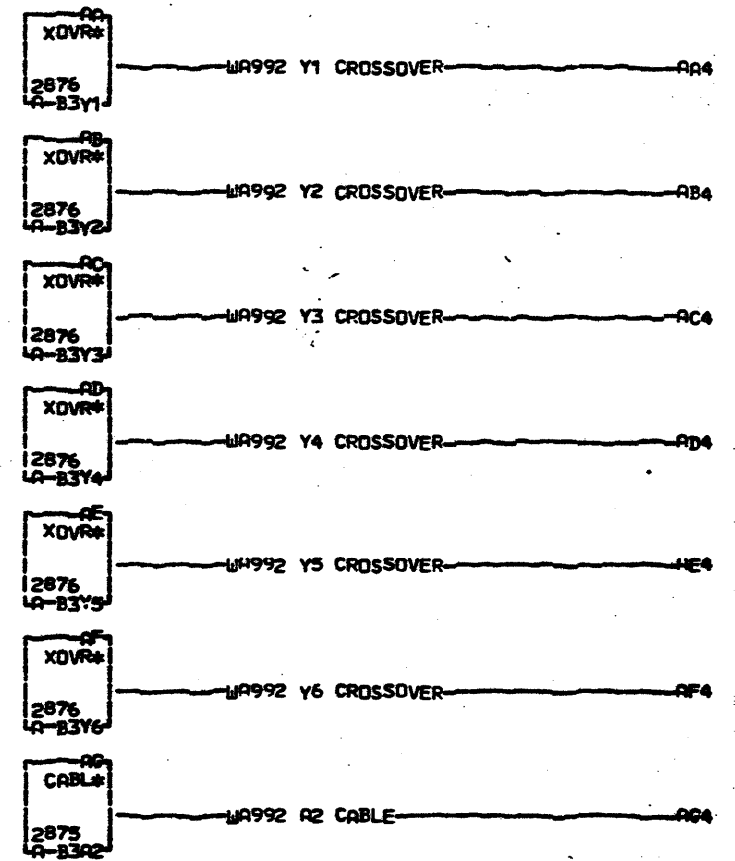 AA
XOVR*
WA992 Y1 CROSSOVER AA4
2876
A-B3Y1
AB
XOVR*
WA992 Y2 CROSSOVER AB4
2876
A-B3Y2
AC
XOVR*
WA992 Y3 CROSSOVER AC4
2876
A-B3Y3
AD
XOVR*
WA992 Y4 CROSSOVER AD4
2876
A-B3Y4
AE
XOVR*
WA992 Y5 CROSSOVER AE4
2876
A-B3Y5
AF
XOVR*
WA992 Y6 CROSSOVER AF4
2876
A-B3Y6
AG
CABL*
WA992 A2 CABLE AG4
2875
A-B3A2